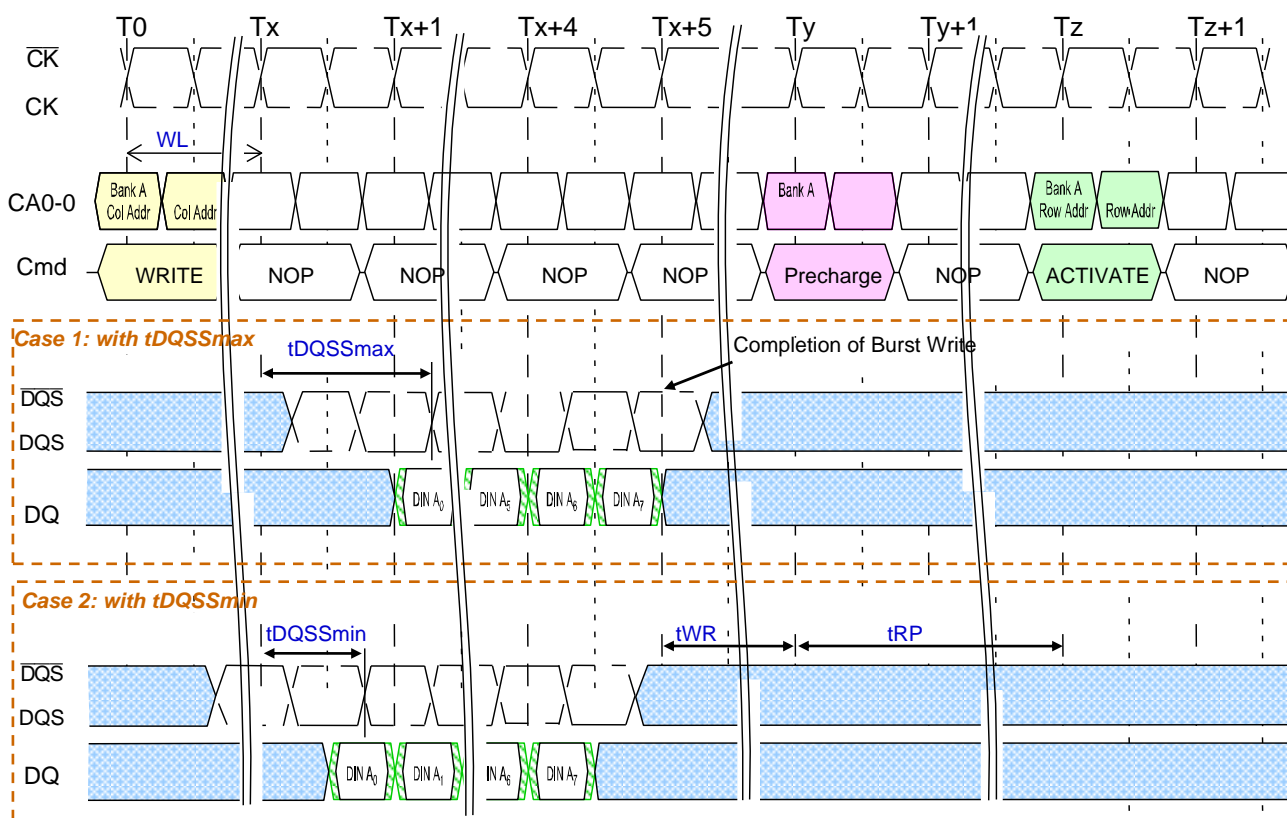 T0 Tx Tx+1 Tx+4 Tx+5 Ty Ty+1 Tz Tz+1
CK
CK
WL
CA0-0 Bank A Col Addr Col Addr Bank A Bank A Row Addr Row Addr
Cmd WRITE NOP NOP NOP NOP Precharge NOP ACTIVATE NOP
Case 1: with tDQSSmax
tDQSSmax
Completion of Burst Write
DQS
DQS
DQ DIN A0 DIN A5 DIN A6 DIN A7
Case 2: with tDQSSmin
tDQSSmin tWR tRP
DQS
DQS
DQ DIN A0 DIN A1 IN A6 DIN A7